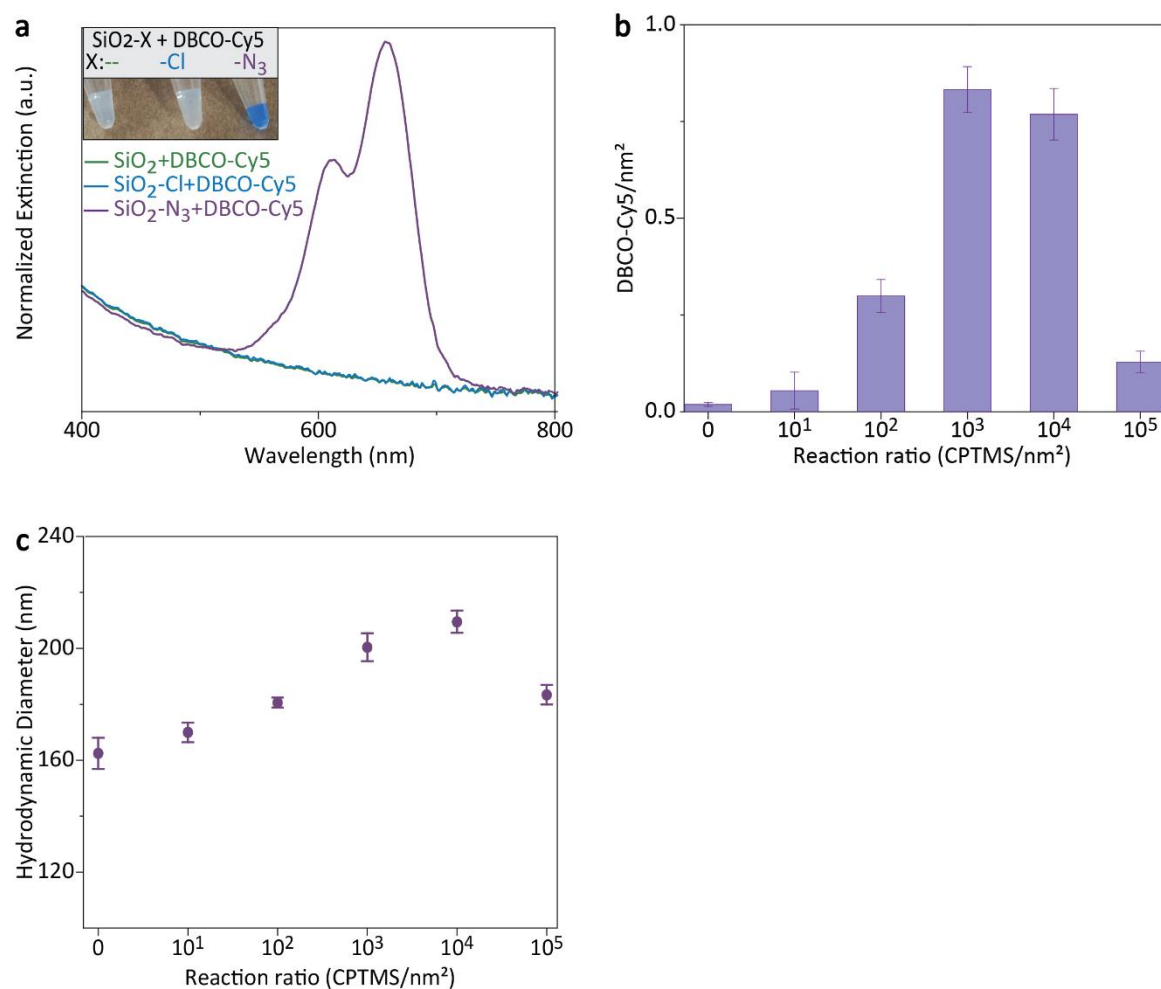 a
SiO2-X + DBCO-Cy5
X:-- -Cl -N₃
SiO₂+DBCO-Cy5
SiO₂-Cl+DBCO-Cy5
SiO₂-N₃+DBCO-Cy5
Normalized Extinction (a.u.)
400 600 800
Wavelength (nm)
b
DBCO-Cy5/nm²
1.0
0.5
0.0
0 10¹ 10² 10³ 10⁴ 10⁵
Reaction ratio (CPTMS/nm²)
c
Hydrodynamic Diameter (nm)
240
200
160
120
0 10¹ 10² 10³ 10⁴ 10⁵
Reaction ratio (CPTMS/nm²)